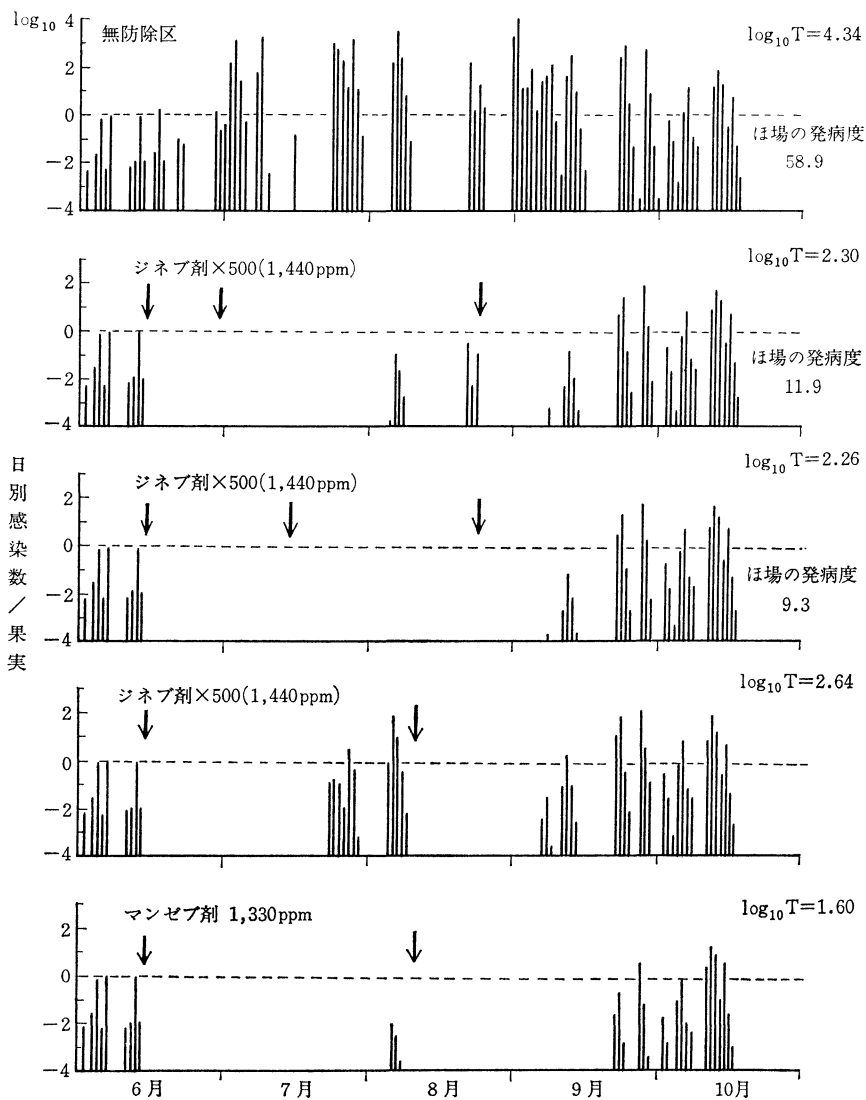 log₁₀ 4
無防除区
log₁₀T=4.34
2
0
ほ場の発病度
−2
58.9
−4
ジネブ剤×500(1,440ppm)
log₁₀T=2.30
2
0
ほ場の発病度
−2
11.9
−4
日別感染数/果実
ジネブ剤×500(1,440ppm)
log₁₀T=2.26
2
0
ほ場の発病度
−2
9.3
−4
ジネブ剤×500(1,440ppm)
log₁₀T=2.64
2
0
−2
−4
マンゼブ剤 1,330ppm
log₁₀T=1.60
2
0
−2
−4
6月 7月 8月 9月 10月